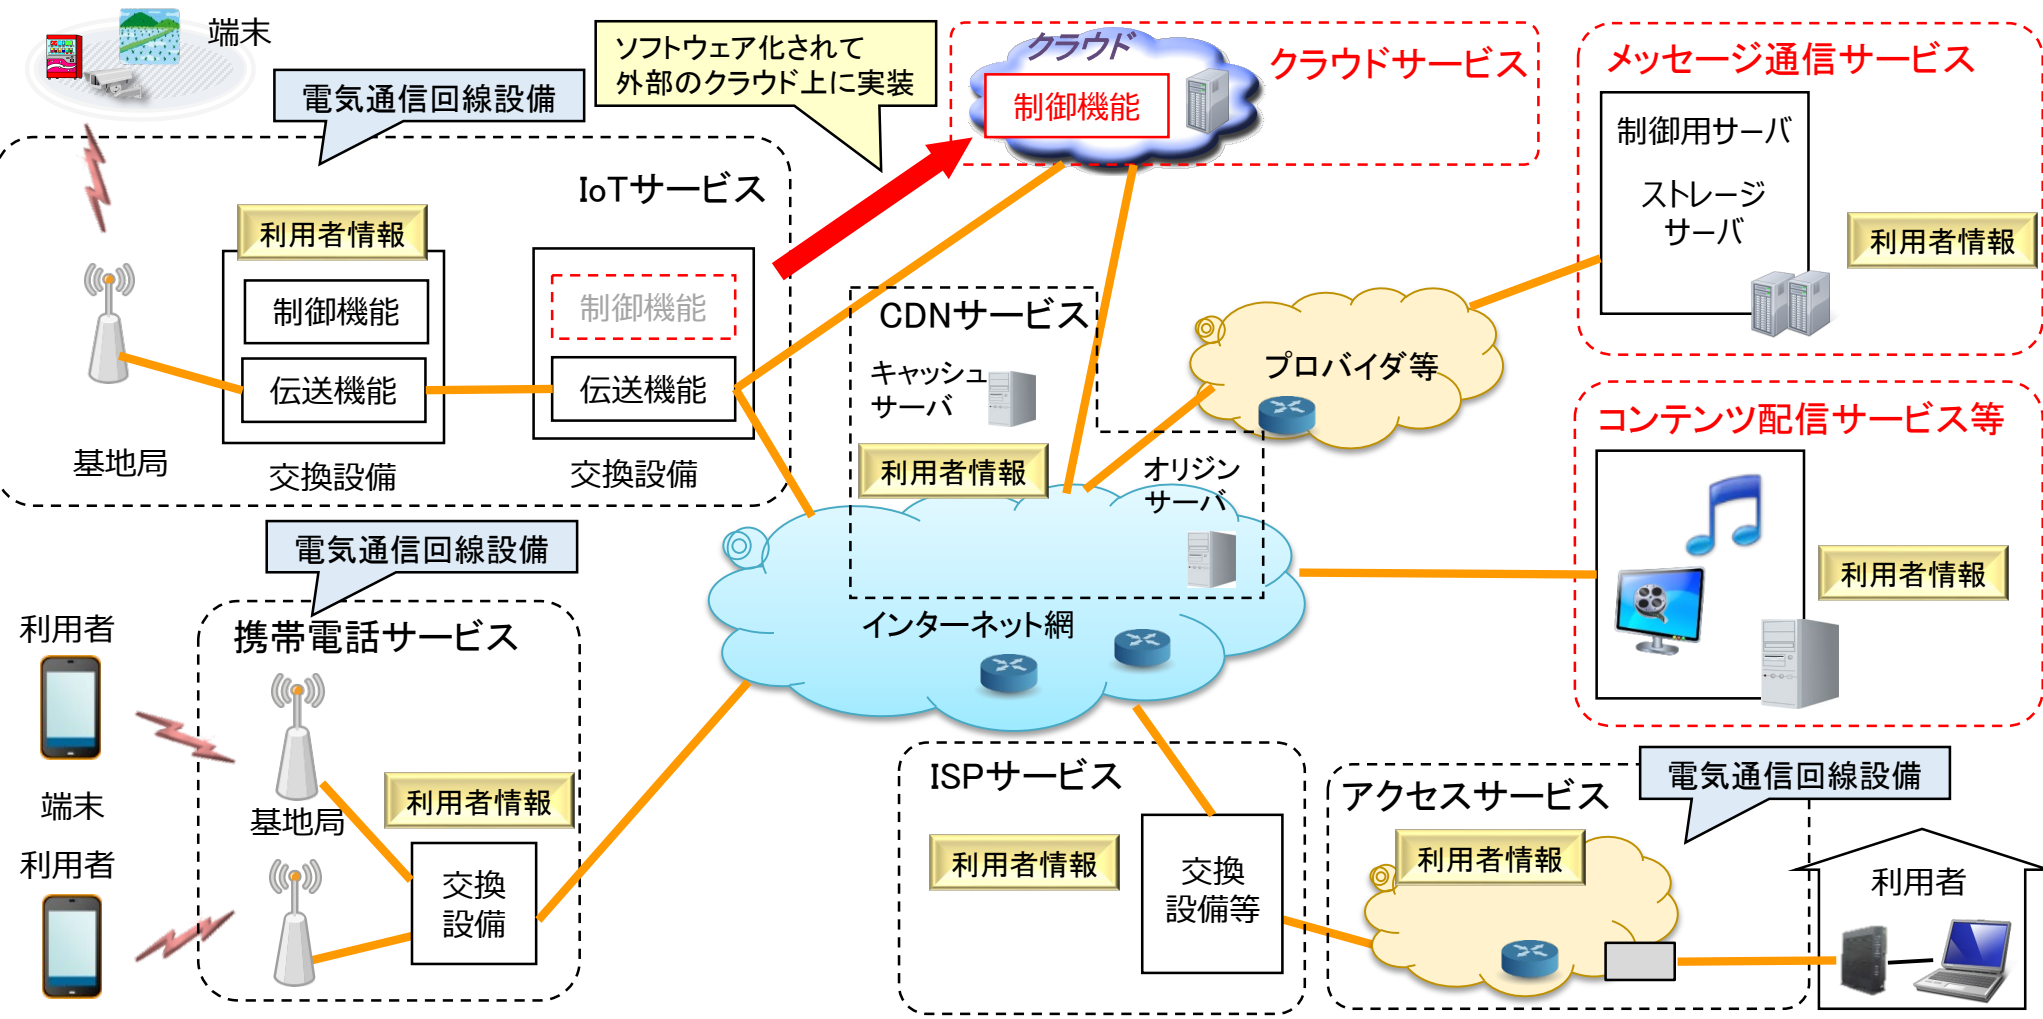 端末
電気通信回線設備
ソフトウェア化されて
外部のクラウド上に実装
クラウド
制御機能
クラウドサービス
メッセージ通信サービス
制御用サーバ
ストレージ
サーバ
利用者情報
IoTサービス
利用者情報
制御機能
伝送機能
制御機能
伝送機能
基地局
交換設備
交換設備
CDNサービス
キャッシュ
サーバ
利用者情報
オリジン
サーバ
プロバイダ等
コンテンツ配信サービス等
利用者情報
インターネット網
電気通信回線設備
携帯電話サービス
利用者
端末
利用者
基地局
利用者情報
交換
設備
ISPサービス
利用者情報
交換
設備等
アクセスサービス
電気通信回線設備
利用者情報
利用者